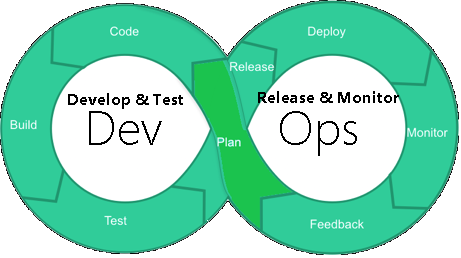 Code
Build
Develop & Test
Dev
Test
Plan
Release
Deploy
Release & Monitor
Ops
Monitor
Feedback